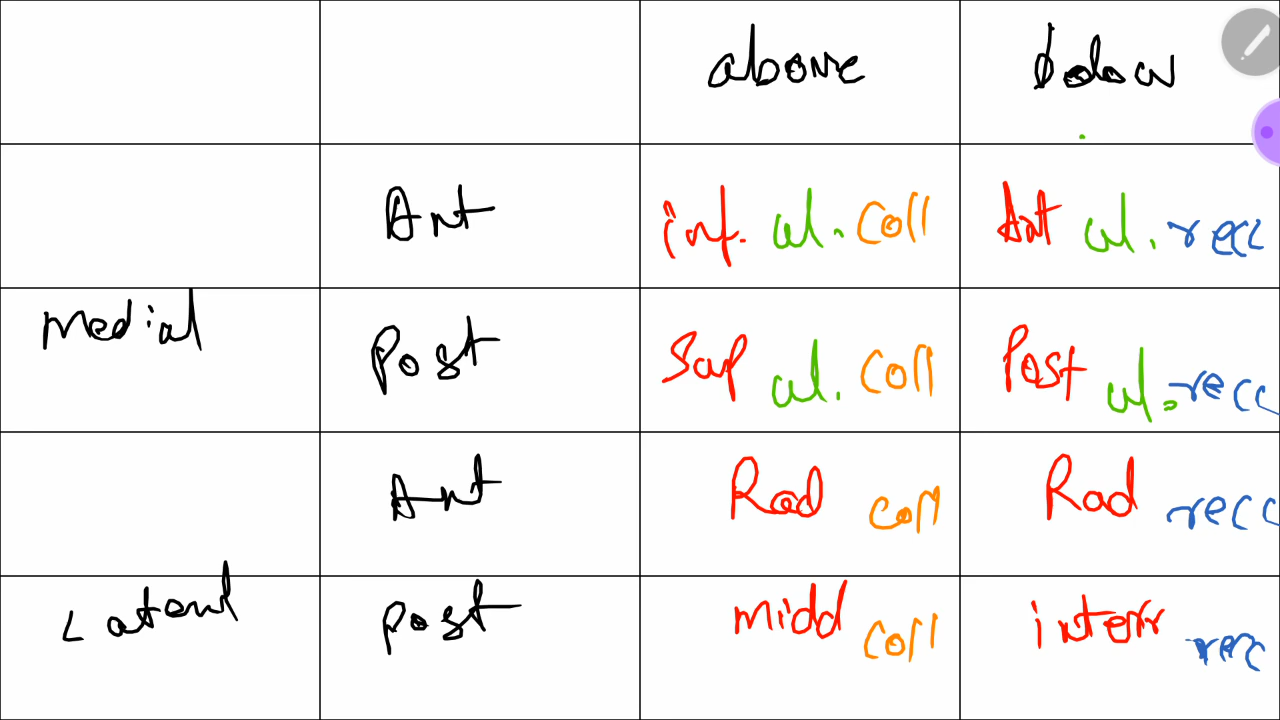 above below
Ant inf. ul. Coll Ant ul. recc
Medial Post Sup ul. Coll Post ul. recc
Ant Rad coll Rad recc
Lateral Post midd coll interr recc